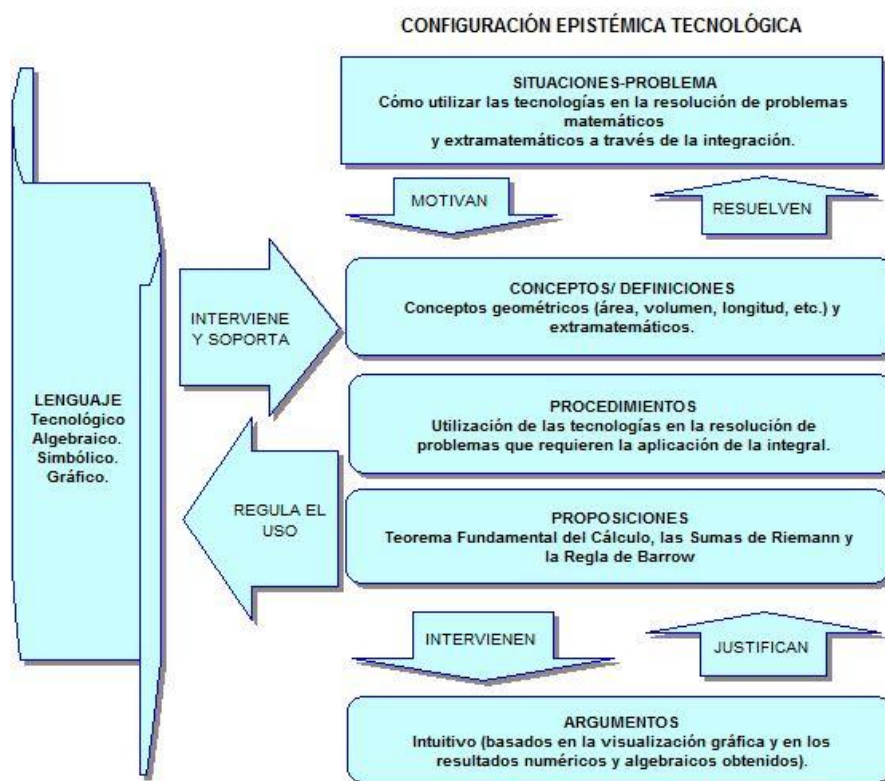 CONFIGURACIÓN EPISTÉMICA TECNOLÓGICA
SITUACIONES-PROBLEMA
Cómo utilizar las tecnologías en la resolución de problemas
matemáticos
y extramatemáticos a través de la integración.
MOTIVAN
RESUELVEN
CONCEPTOS/ DEFINICIONES
Conceptos geométricos (área, volumen, longitud, etc.) y
extramatemáticos.
INTERVIENE
Y SOPORTA
LENGUAJE
Tecnológico
Algebraico.
Simbólico.
Gráfico.
PROCEDIMIENTOS
Utilización de las tecnologías en la resolución de
problemas que requieren la aplicación de la integral.
REGULA EL
USO
PROPOSICIONES
Teorema Fundamental del Cálculo, las Sumas de Riemann y
la Regla de Barrow
INTERVIENEN
JUSTIFICAN
ARGUMENTOS
Intuitivo (basados en la visualización gráfica y en los
resultados numéricos y algebraicos obtenidos).